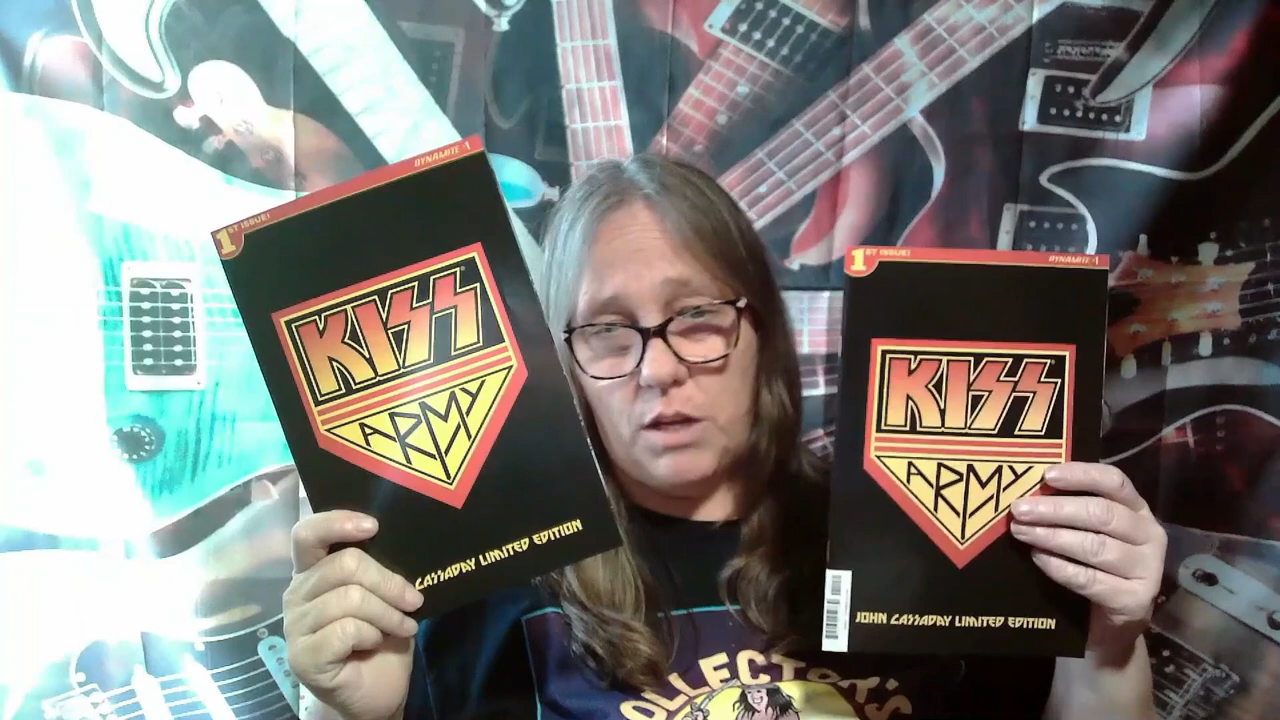 DYNAMITE #1
1ST ISSUE!
KISS
ARMY
CASSADAY LIMITED EDITION
1ST ISSUE!
DYNAMITE #1
KISS
ARMY
JOHN CASSADAY LIMITED EDITION
OLLECTOT'S